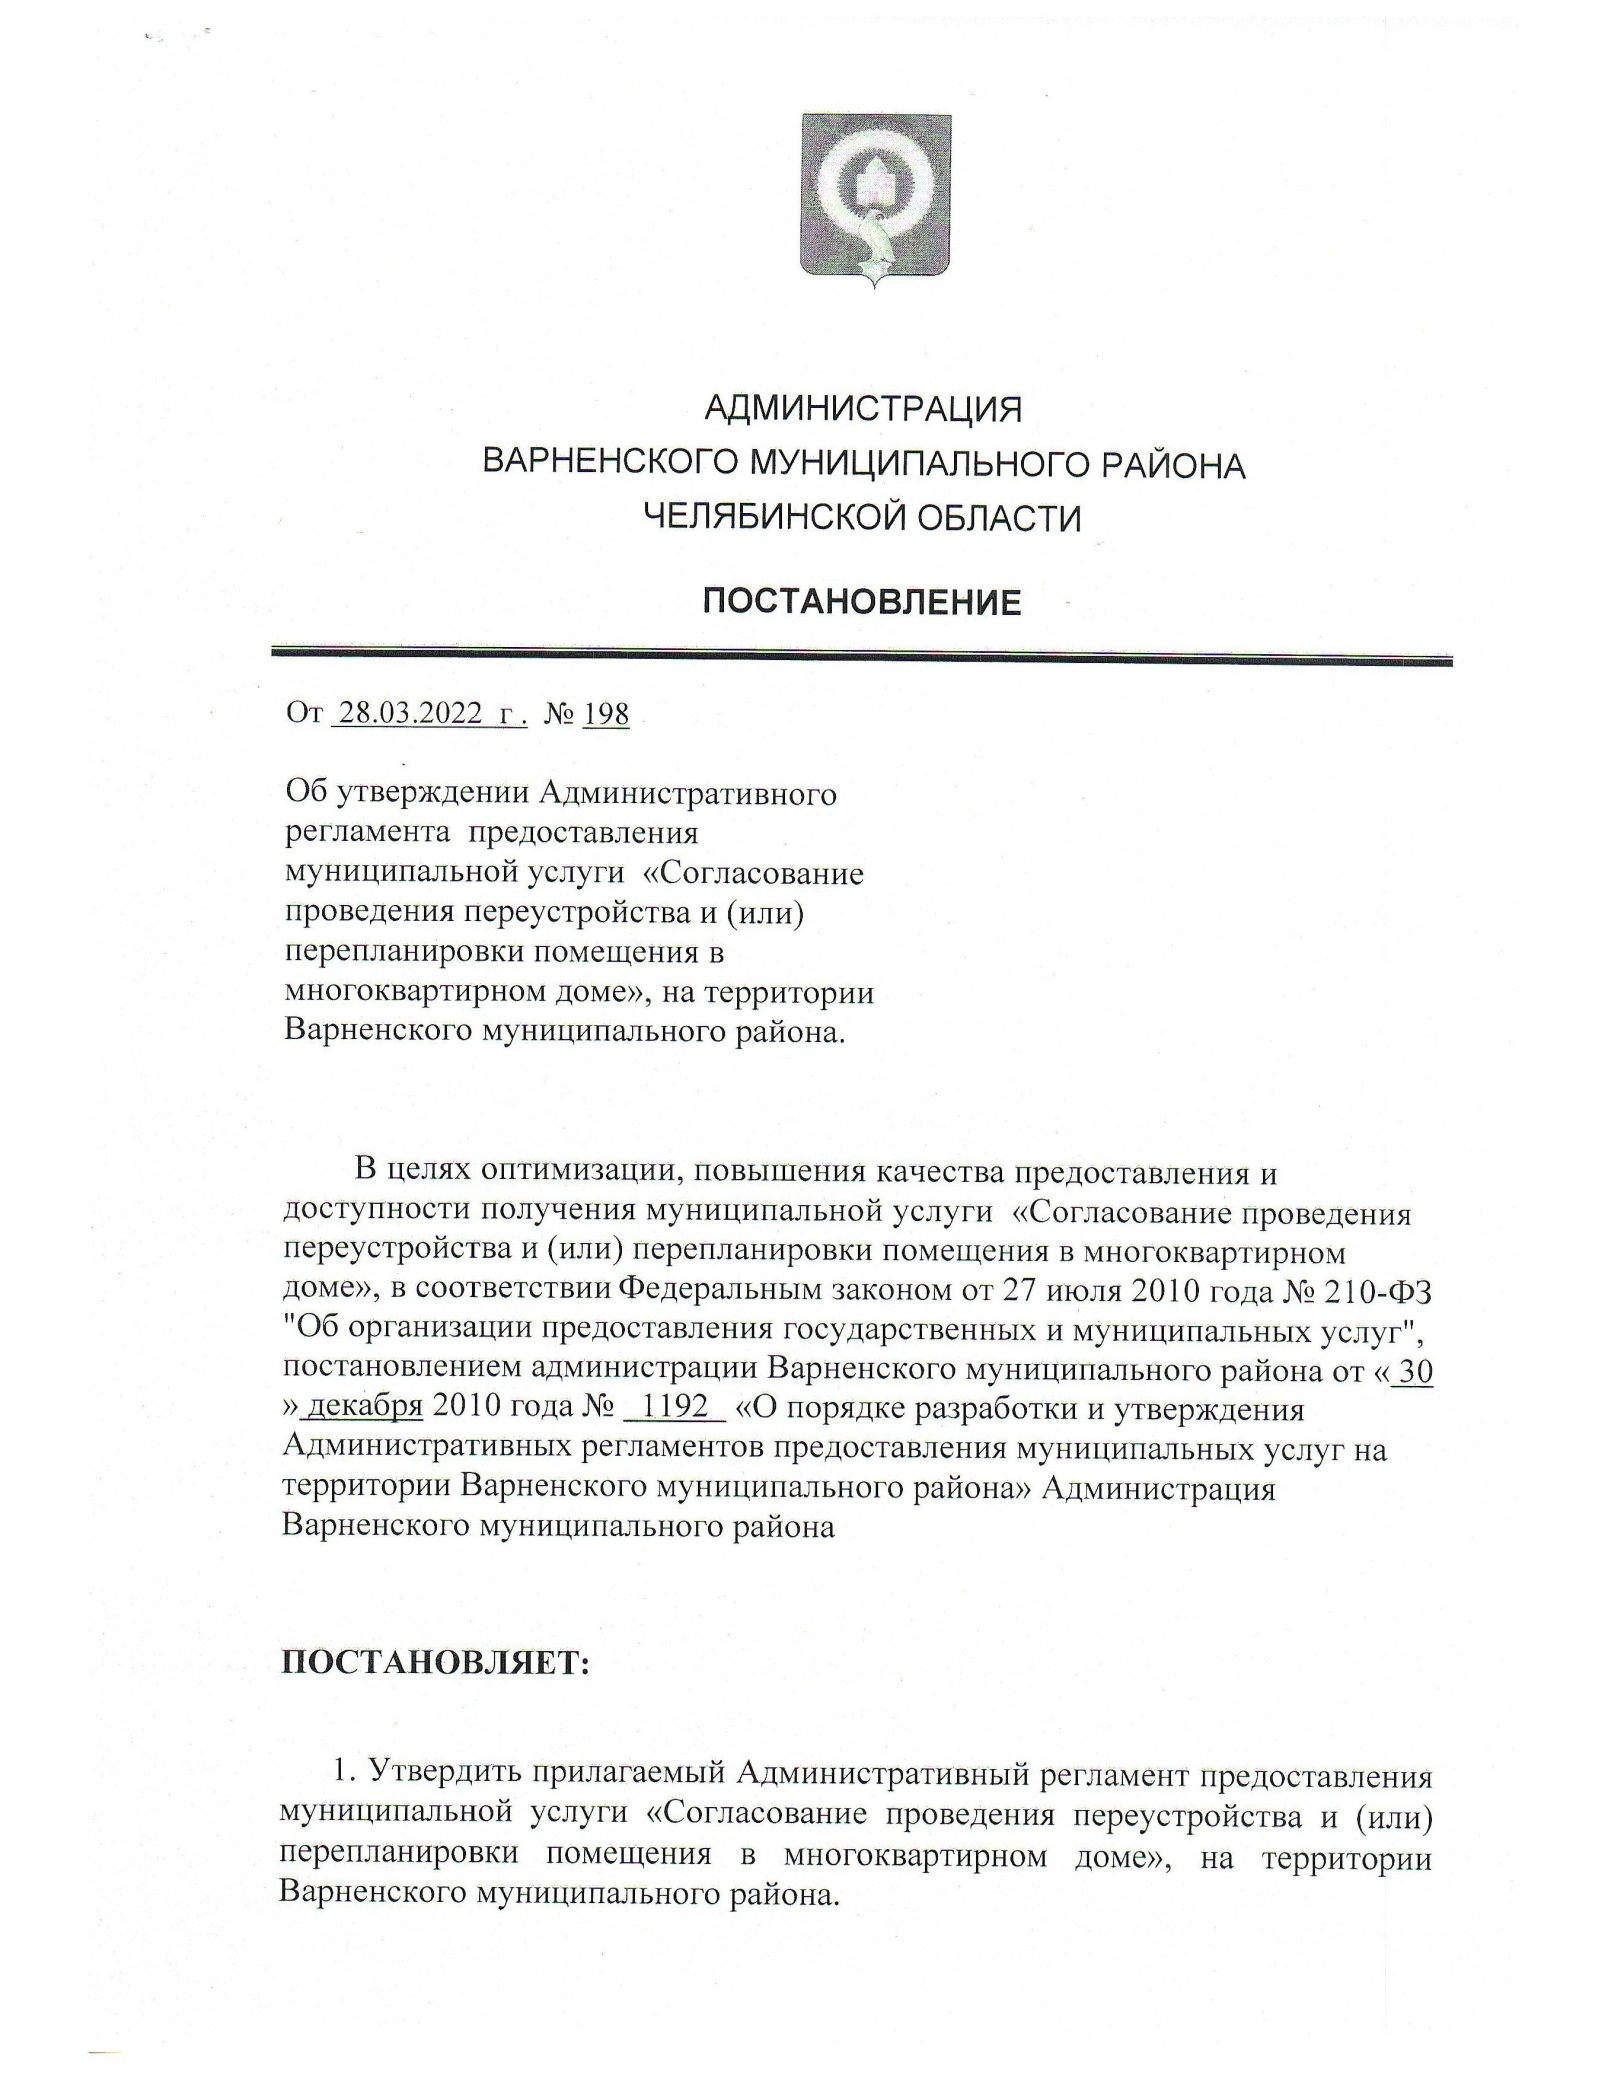 АДМИНИСТРАЦИЯ
ВАРНЕНСКОГО МУНИЦИПАЛЬНОГО РАЙОНА
ЧЕЛЯБИНСКОЙ ОБЛАСТИ
ПОСТАНОВЛЕНИЕ
От 28.03.2022 г . № 198
Об утверждении Административного
регламента предоставления
муниципальной услуги «Согласование
проведения переустройства и (или)
перепланировки помещения в
многоквартирном доме», на территории
Варненского муниципального района.
В целях оптимизации, повышения качества предоставления и
доступности получения муниципальной услуги «Согласование проведения
переустройства и (или) перепланировки помещения в многоквартирном
доме», в соответствии Федеральным законом от 27 июля 2010 года № 210-ФЗ
"Об организации предоставления государственных и муниципальных услуг",
постановлением администрации Варненского муниципального района от « 30
» декабря 2010 года № 1192 «О порядке разработки и утверждения
Административных регламентов предоставления муниципальных услуг на
территории Варненского муниципального района» Администрация
Варненского муниципального района
ПОСТАНОВЛЯЕТ:
1. Утвердить прилагаемый Административный регламент предоставления
муниципальной услуги «Согласование проведения переустройства и (или)
перепланировки помещения в многоквартирном доме», на территории
Варненского муниципального района.